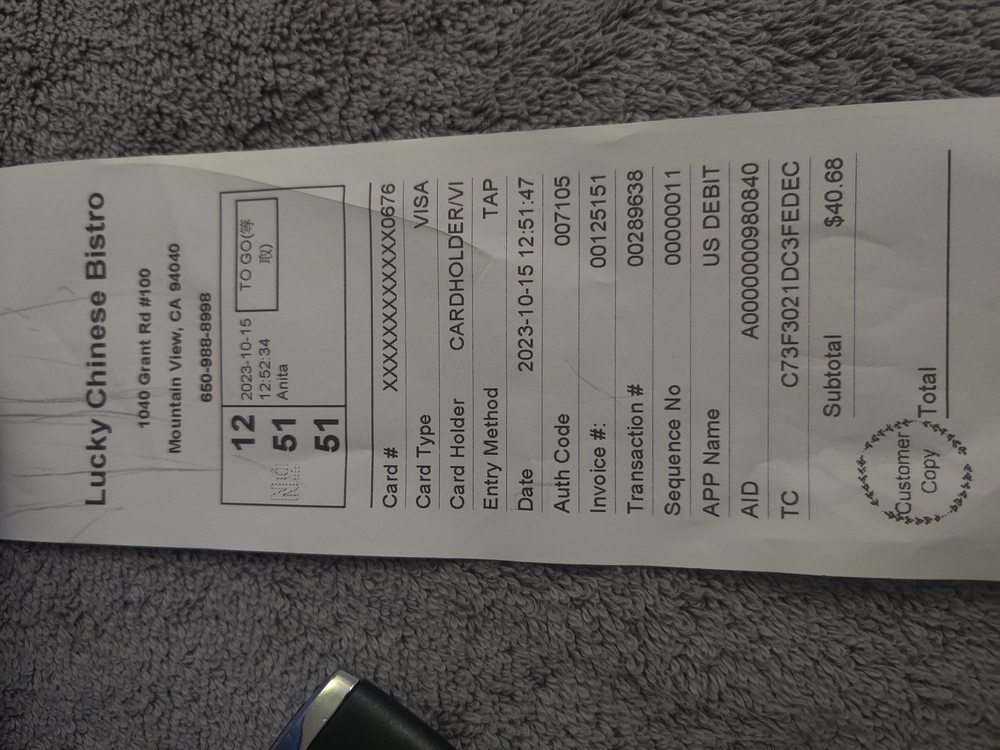 Lucky Chinese Bistro
1040 Grant Rd #100
Mountain View, CA 94040
650-988-8998
12
51
51
2023-10-15
12:52:34
Anita
TO GO(等
取)
Card # XXXXXXXXXXXX0676
Card Type VISA
Card Holder CARDHOLDER/VI
Entry Method TAP
Date 2023-10-15 12:51:47
Auth Code 007105
Invoice #: 00125151
Transaction # 00289638
Sequence No 00000011
APP Name US DEBIT
AID A0000000980840
TC C73F3021DC3FEDEC
Subtotal $40.68
Total
Customer
Copy